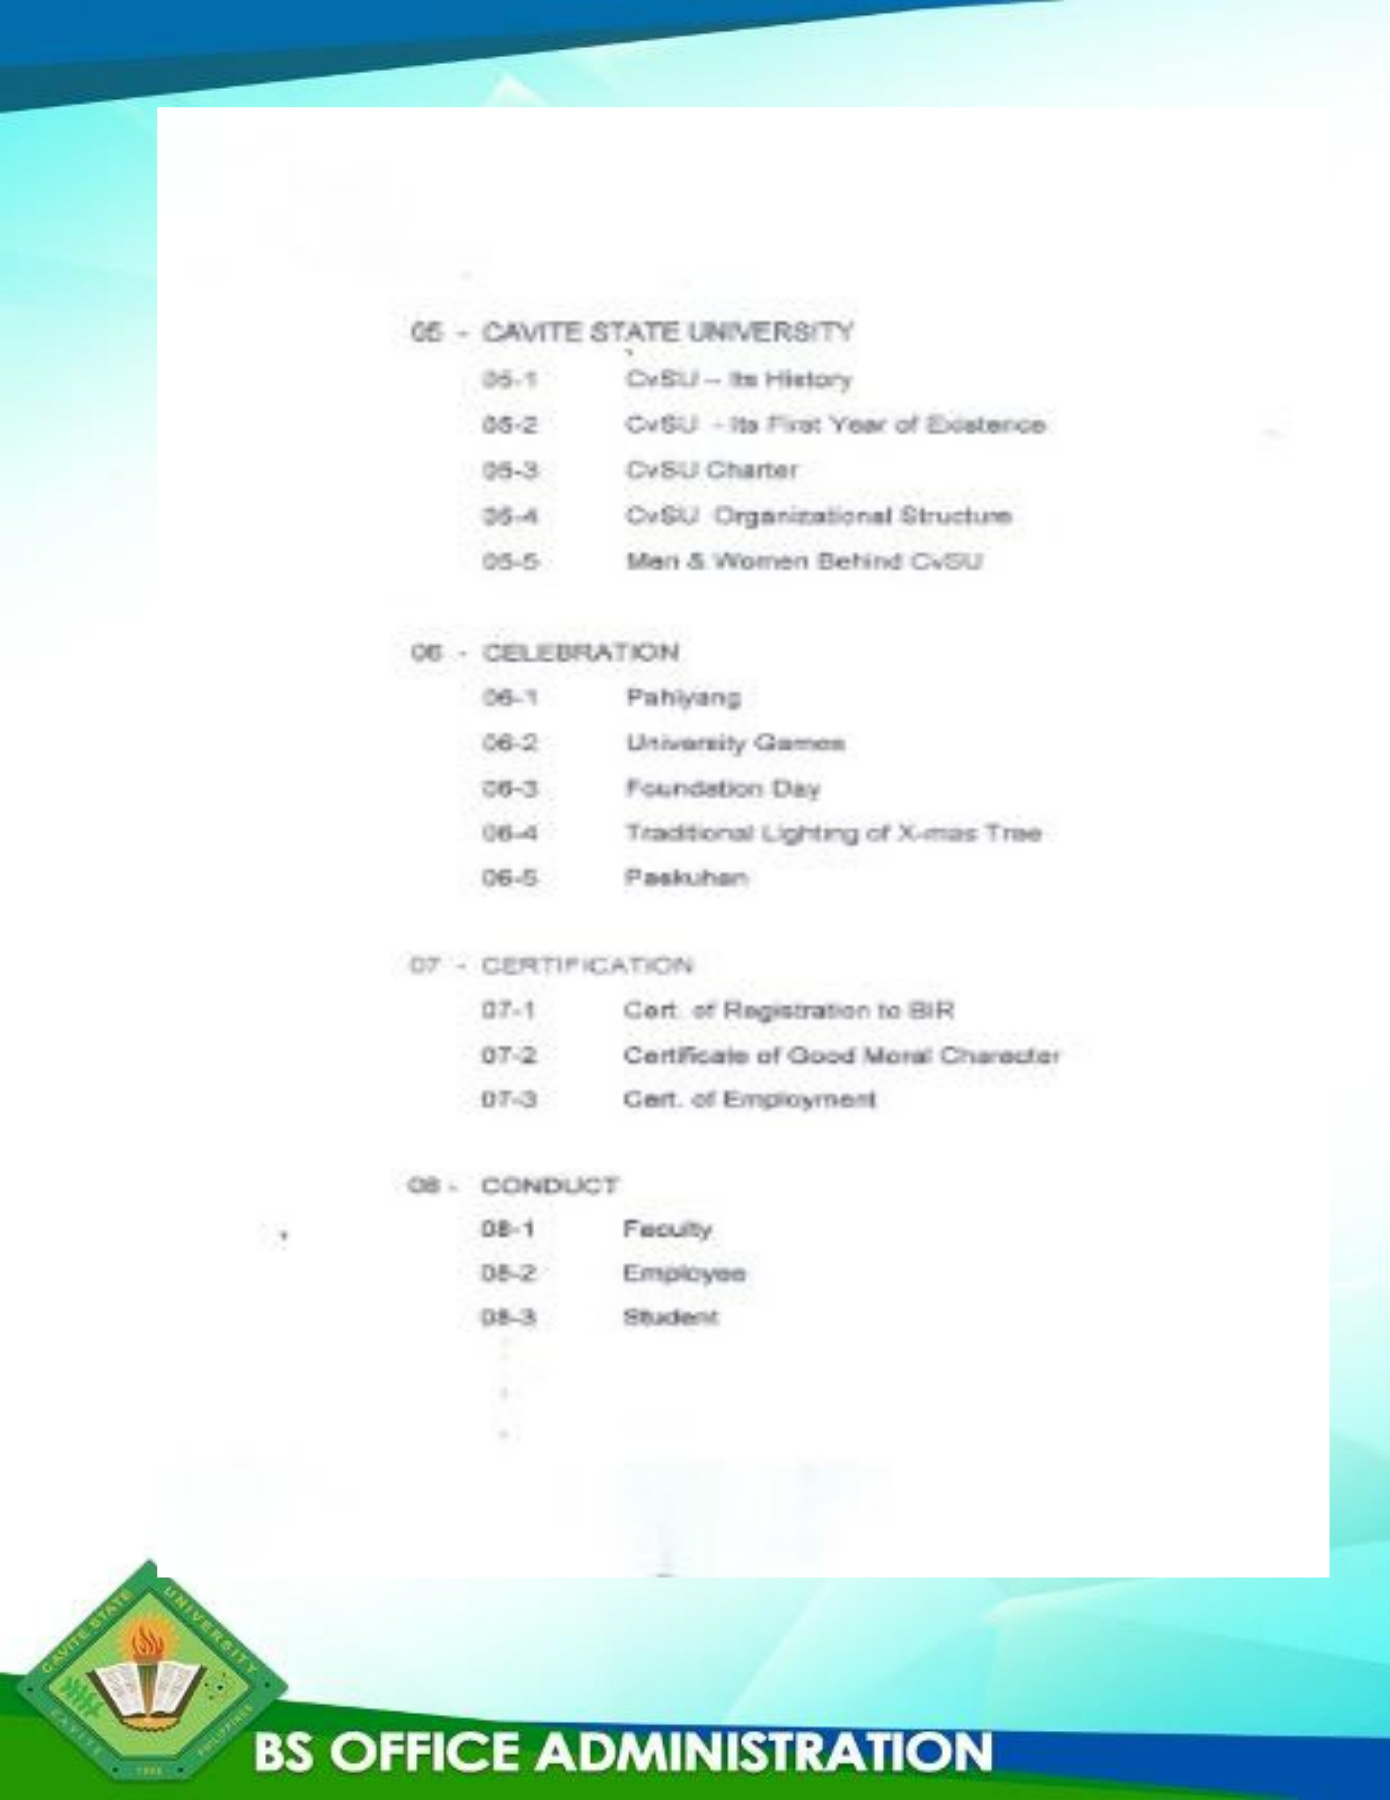 05 - CAVITE STATE UNIVERSITY
05-1 CvSU – Its History
05-2 CvSU - Its First Year of Existence
05-3 CvSU Charter
05-4 CvSU Organizational Structure
05-5 Men & Women Behind CvSU
06 - CELEBRATION
06-1 Pahiyang
06-2 University Games
06-3 Foundation Day
06-4 Traditional Lighting of X-mas Tree
06-5 Paskuhan
07 - CERTIFICATION
07-1 Cert. of Registration to BIR
07-2 Certificate of Good Moral Character
07-3 Cert. of Employment
08 - CONDUCT
08-1 Faculty
08-2 Employee
08-3 Student
CAVITE STATE UNIVERSITY
CAVITE PHILIPPINES
BS OFFICE ADMINISTRATION